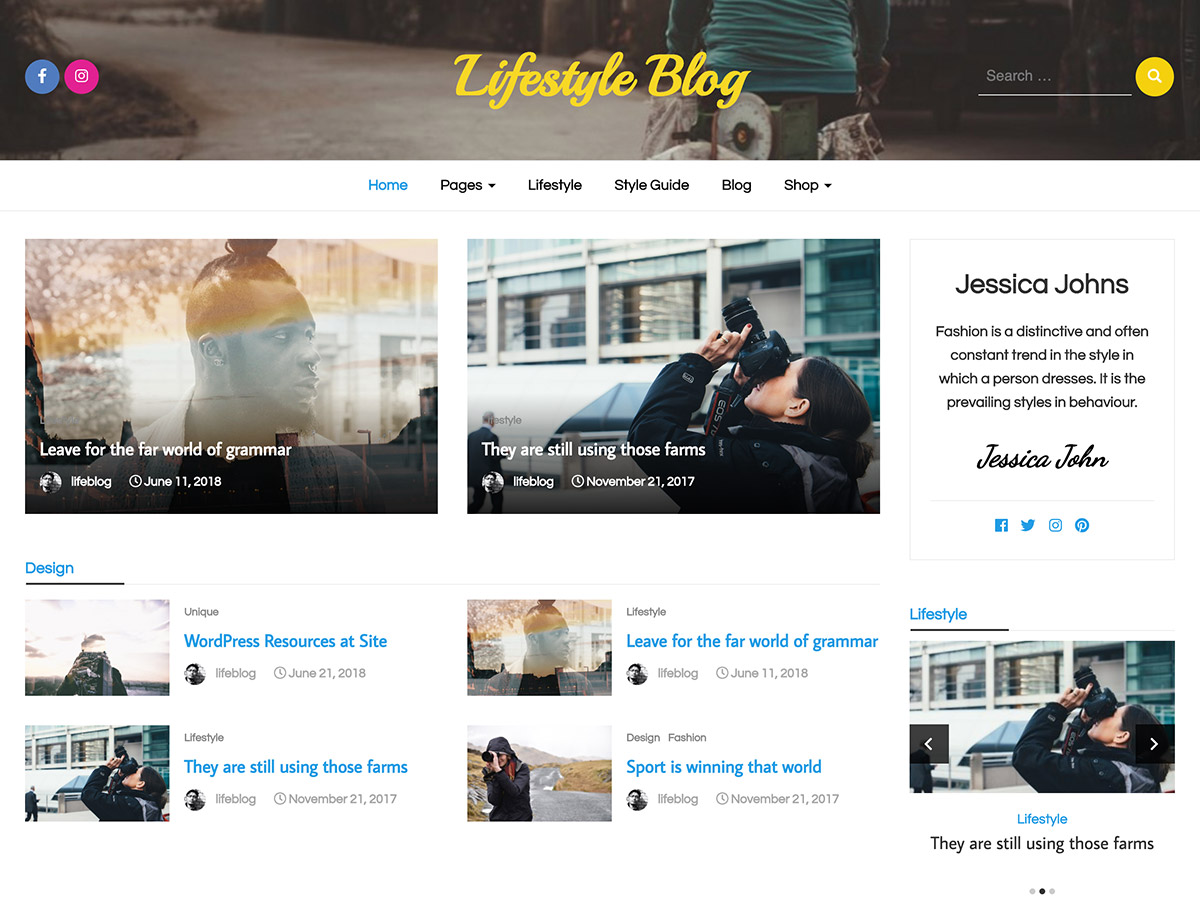 Lifestyle Blog
Search ...
Home Pages Lifestyle Style Guide Blog Shop
Lifestyle
Leave for the far world of grammar
lifeblog June 11, 2018
Lifestyle
They are still using those farms
lifeblog November 21, 2017
Jessica Johns
Fashion is a distinctive and often
constant trend in the style in
which a person dresses. It is the
prevailing styles in behaviour.
Jessica John
Design
Unique
WordPress Resources at Site
lifeblog June 21, 2018
Lifestyle
Leave for the far world of grammar
lifeblog June 11, 2018
Lifestyle
They are still using those farms
lifeblog November 21, 2017
Design Fashion
Sport is winning that world
lifeblog November 21, 2017
Lifestyle
Lifestyle
They are still using those farms